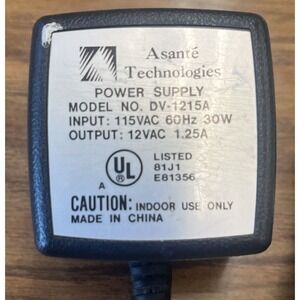 Asanté
Technologies
POWER SUPPLY
MODEL NO. DV-1215A
INPUT: 115VAC 60Hz 30W
OUTPUT: 12VAC 1.25A
UL
®
LISTED
81J1
E81356
A
CAUTION: INDOOR USE ONLY
MADE IN CHINA